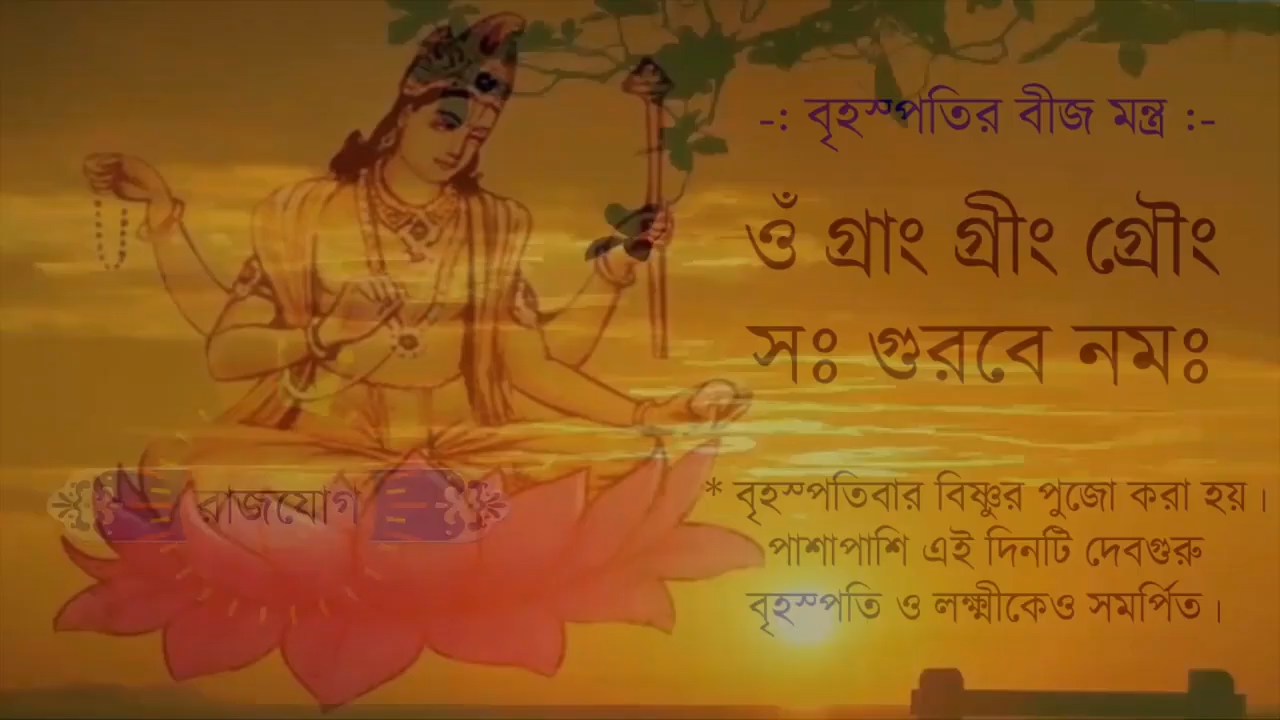 -: বৃহস্পতির বীজ মন্ত্র :-
ওঁ গ্রাং গ্রীং গ্রৌং
সঃ গুরবে নমঃ
* বৃহস্পতিবার বিষ্ণুর পুজো করা হয়।
পাশাপাশি এই দিনটি দেবগুরু
বৃহস্পতি ও লক্ষ্মীকেও সমর্পিত।
রাজযোগ